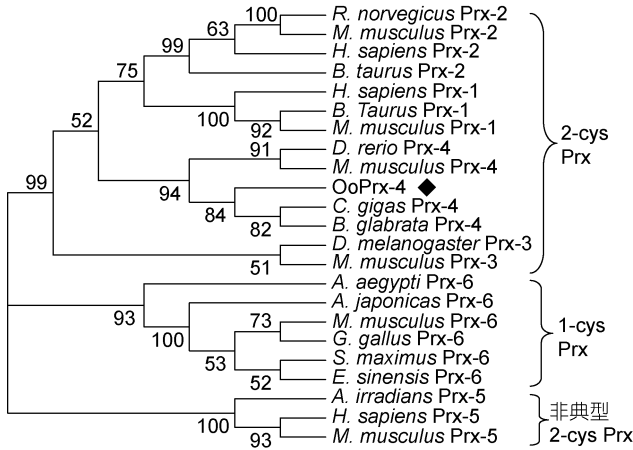 R. norvegicus Prx-2
M. musculus Prx-2
H. sapiens Prx-2
B. taurus Prx-2
H. sapiens Prx-1
B. Taurus Prx-1
M. musculus Prx-1
D. rerio Prx-4
M. musculus Prx-4
OoPrx-4 ◆
C. gigas Prx-4
B. glabrata Prx-4
D. melanogaster Prx-3
M. musculus Prx-3
A. aegypti Prx-6
A. japonicas Prx-6
M. musculus Prx-6
G. gallus Prx-6
S. maximus Prx-6
E. sinensis Prx-6
A. irradians Prx-5
H. sapiens Prx-5
M. musculus Prx-5
2-cys
Prx
1-cys
Prx
非典型
2-cys Prx
100
63
99
75
100
92
52
91
94
84
82
99
51
93
100
73
53
52
100
93